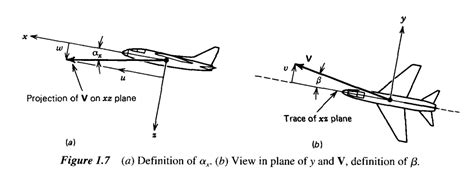 x
w
αx
u
Projection of V on xz plane
z
(a)
y
v
V
β
Trace of xz plane
(b)
Figure 1.7 (a) Definition of αx. (b) View in plane of y and V, definition of β.